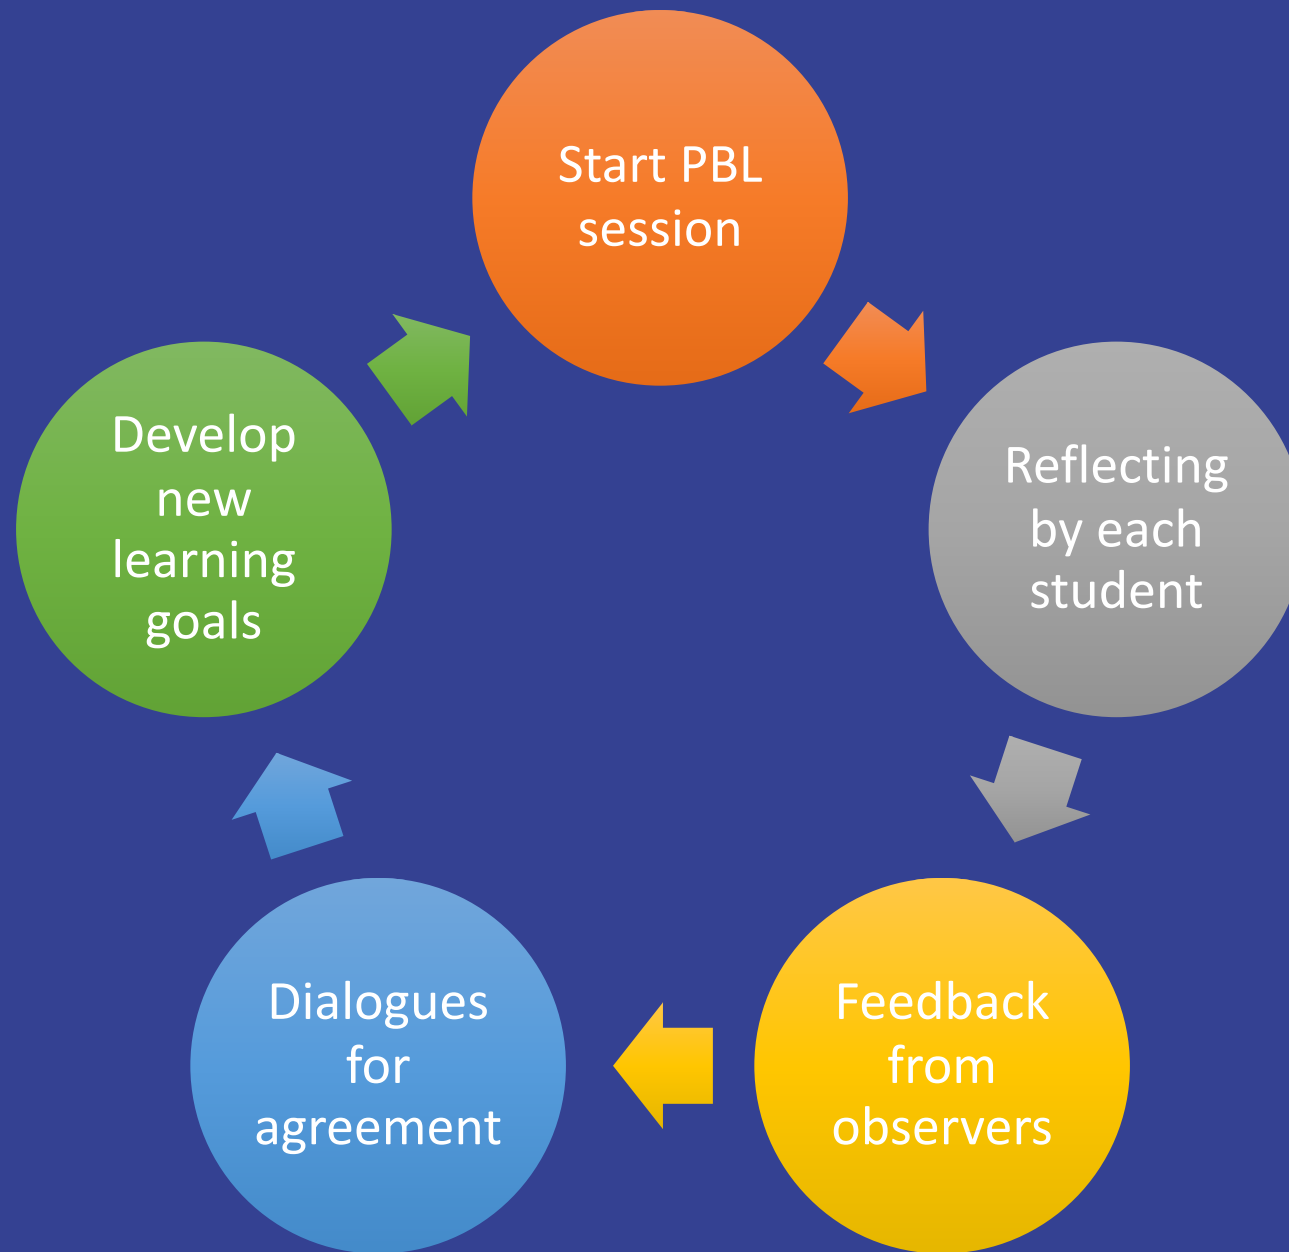 Start PBL
session
Reflecting
by each
student
Feedback
from
observers
Dialogues
for
agreement
Develop
new
learning
goals